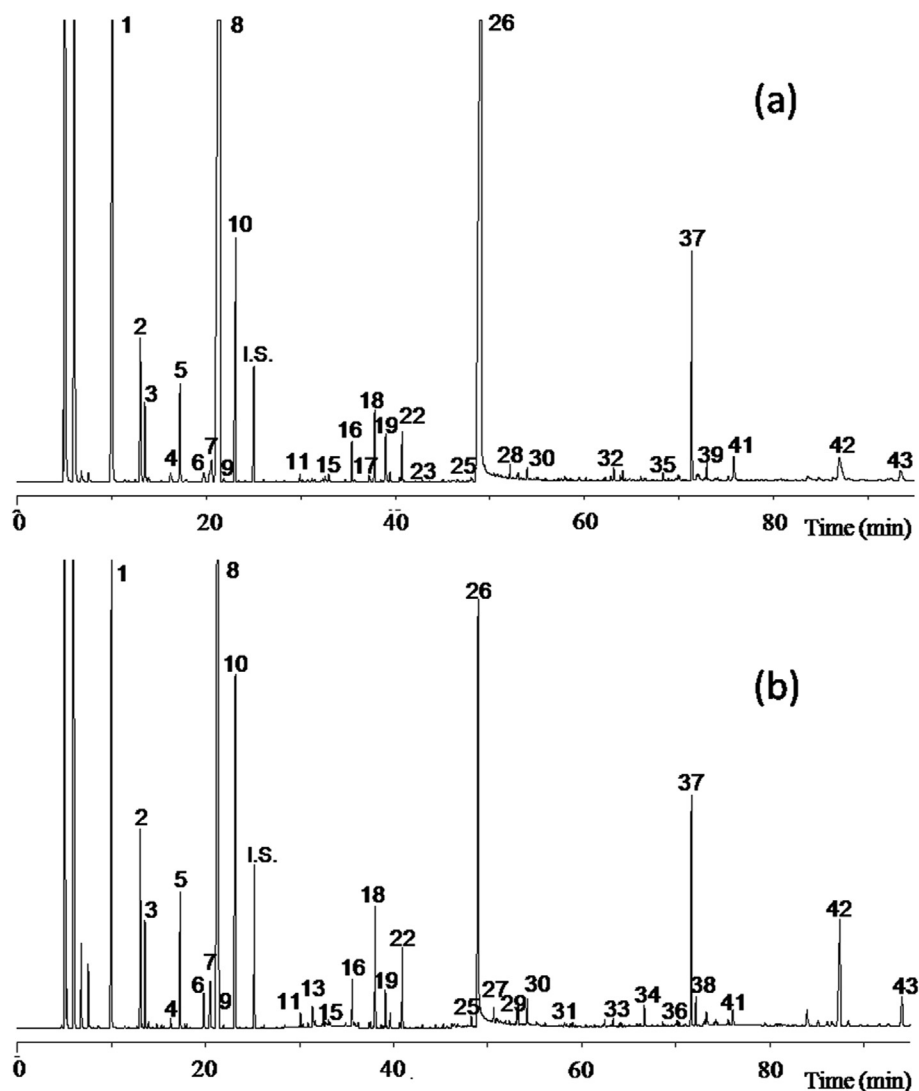 1 8 26
(a)
10 37
2 I.S.
3 5 18
4 6 7 9 11 15 16 17 19 22 23 25 28 30 32 35 39 41 42 43
0 20 40 60 80
Time (min)
1 8 26
(b)
10
2 37
I.S.
3 5 18
4 6 7 9 11 13 15 16 19 22 25 27 29 30 31 33 34 36 38 41 42 43
0 20 40 60 80
Time (min)